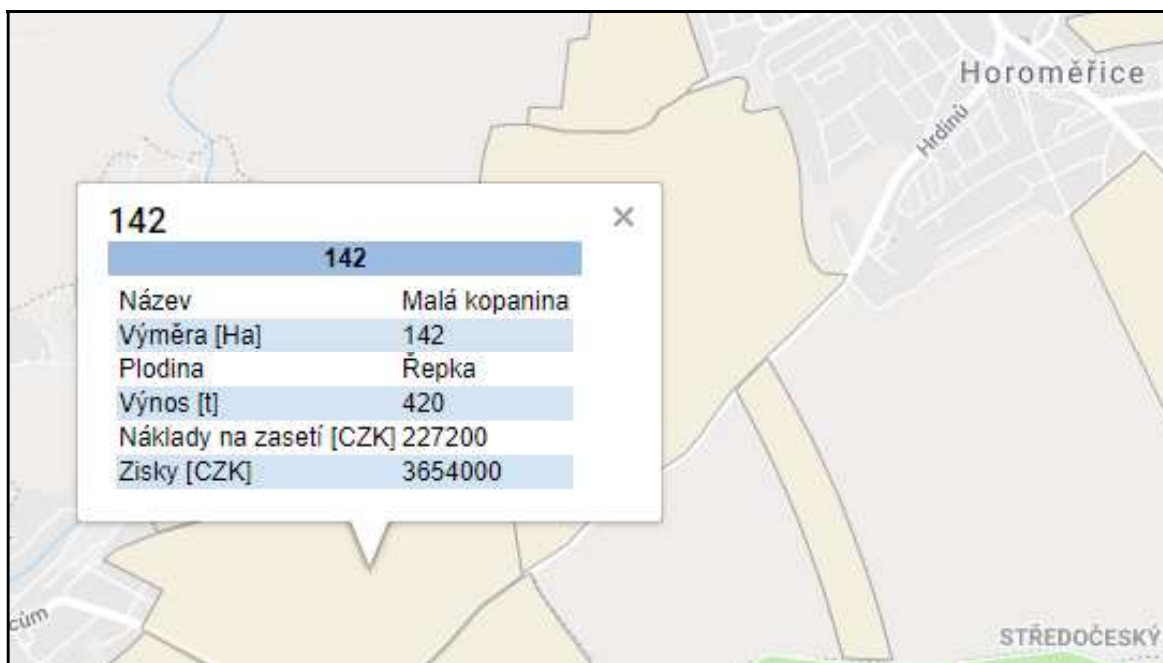 Horoměřice
Hrdinů
142
142
Název Malá kopanina
Výměra [Ha] 142
Plodina Řepka
Výnos [t] 420
Náklady na zasetí [CZK] 227200
Zisky [CZK] 3654000
cúm
STŘEDOČESKÝ